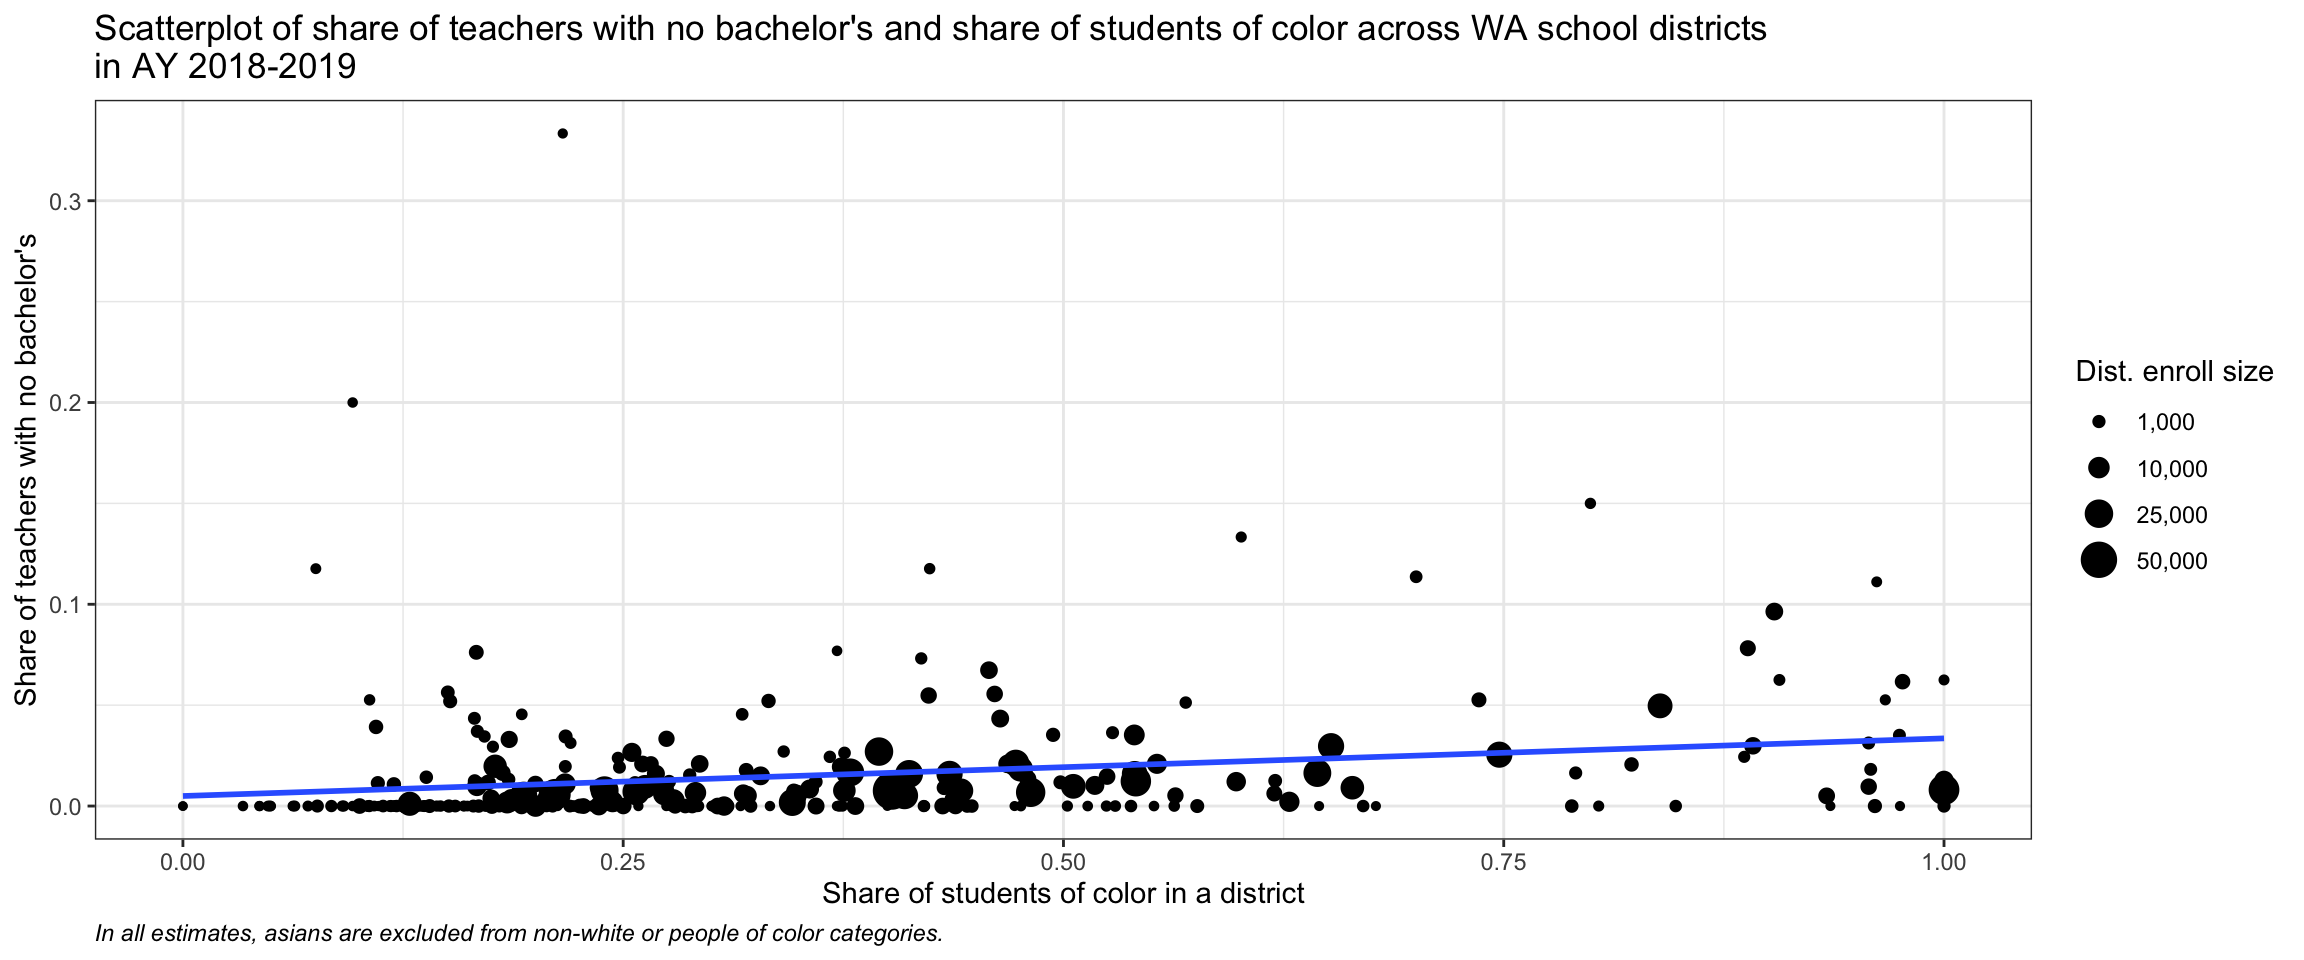 Scatterplot of share of teachers with no bachelor's and share of students of color across WA school districts
in AY 2018-2019
Share of teachers with no bachelor's
0.3
0.2
0.1
0.0
0.00
0.25
0.50
0.75
1.00
Share of students of color in a district
In all estimates, asians are excluded from non-white or people of color categories.
Dist. enroll size
1,000
10,000
25,000
50,000